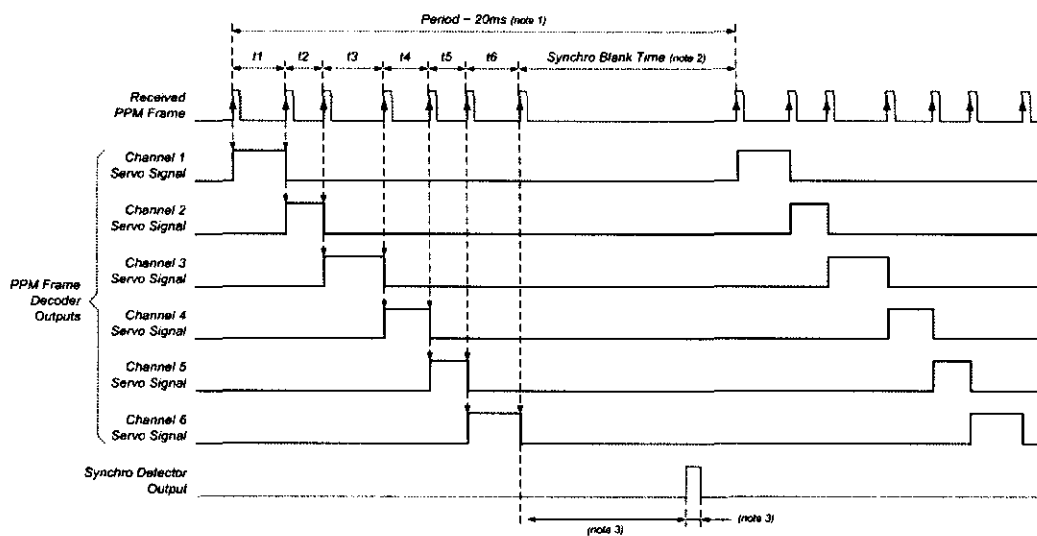 Period – 20ms (note 1)
t1 t2 t3 t4 t5 t6 Synchro Blank Time (note 2)
Received
PPM Frame
Channel 1
Servo Signal
Channel 2
Servo Signal
Channel 3
Servo Signal
PPM Frame
Decoder
Outputs
Channel 4
Servo Signal
Channel 5
Servo Signal
Channel 6
Servo Signal
Synchro Detector
Output
(note 3) (note 3)